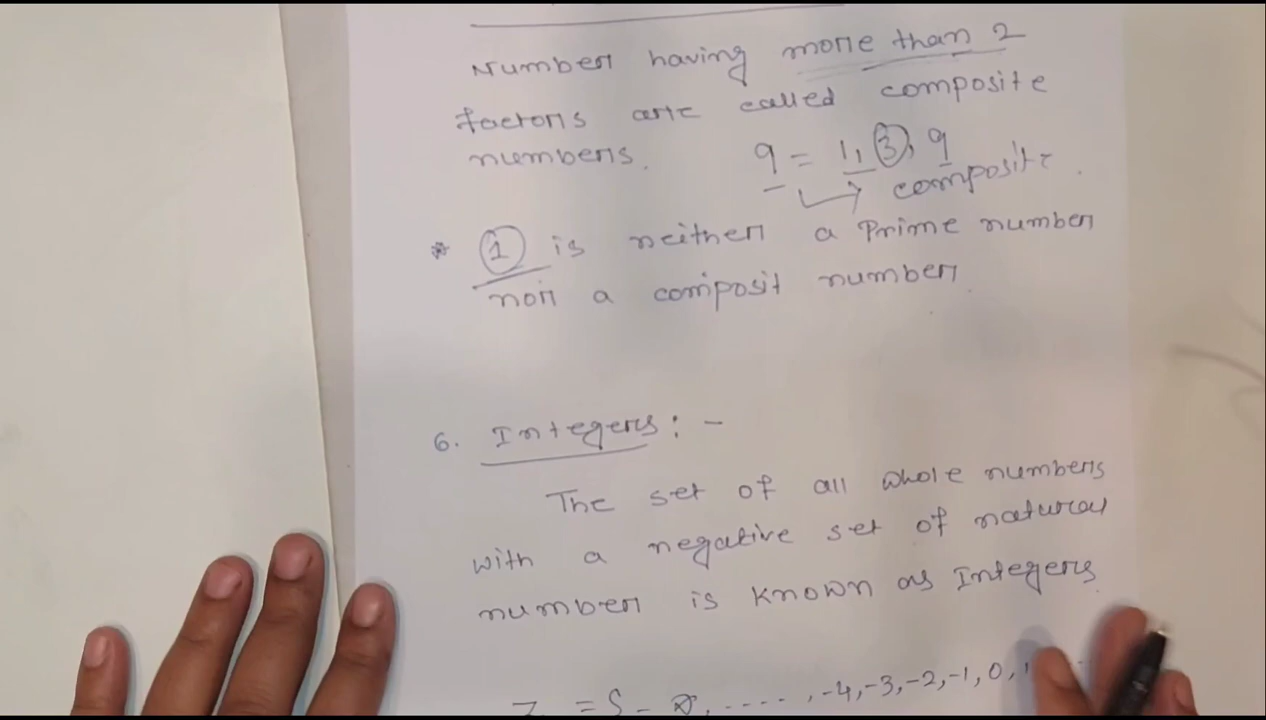 Number having more than 2
factors are called composite
numbers.
9 = 1, 3, 9
composite.
* 1 is neither a Prime number
nor a composit number.
6. Integers: -
The set of all whole numbers
with a negative set of natural
number is known as Integers.
-4, -3, -2, -1, 0,